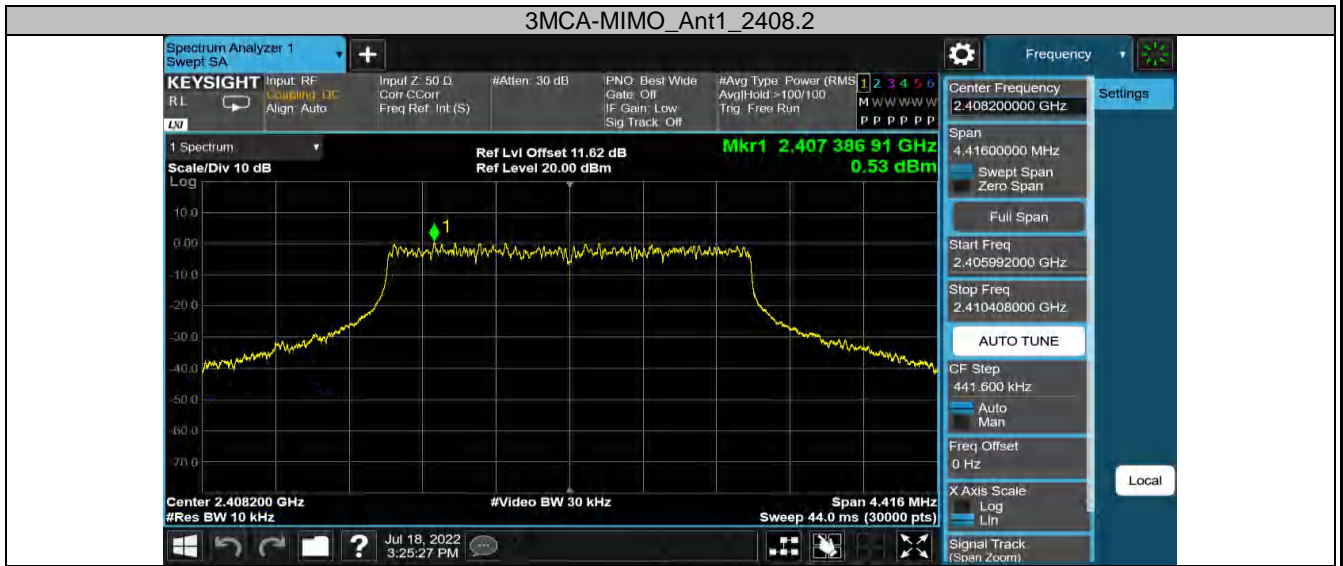 3MCA-MIMO_Ant1_2408.2
Spectrum Analyzer 1
Swept SA
Frequency
KEYSIGHT
RL
LXI
Input: RF
Coupling: DC
Align: Auto
Input Z: 50 Ω
Corr CCorr
Freq Ref: Int (S)
#Atten: 30 dB
PNO: Best Wide
Gate: Off
IF Gain: Low
Sig Track: Off
#Avg Type: Power (RMS
Avg|Hold >100/100
Trig: Free Run
1 2 3 4 5 6
M W W W W W
P P P P P P
1 Spectrum
Scale/Div 10 dB
Log
Ref Lvl Offset 11.62 dB
Ref Level 20.00 dBm
Mkr1 2.407 386 91 GHz
0.53 dBm
1
10.0
0.00
-10.0
-20.0
-30.0
-40.0
-50.0
-60.0
-70.0
Center 2.408200 GHz
#Res BW 10 kHz
#Video BW 30 kHz
Span 4.416 MHz
Sweep 44.0 ms (30000 pts)
Jul 18, 2022
3:25:27 PM
?
Center Frequency
2.408200000 GHz
Settings
Span
4.41600000 MHz
Swept Span
Zero Span
Full Span
Start Freq
2.405992000 GHz
Stop Freq
2.410408000 GHz
AUTO TUNE
CF Step
441.600 kHz
Auto
Man
Freq Offset
0 Hz
X Axis Scale
Log
Lin
Local
Signal Track
(Span Zoom)